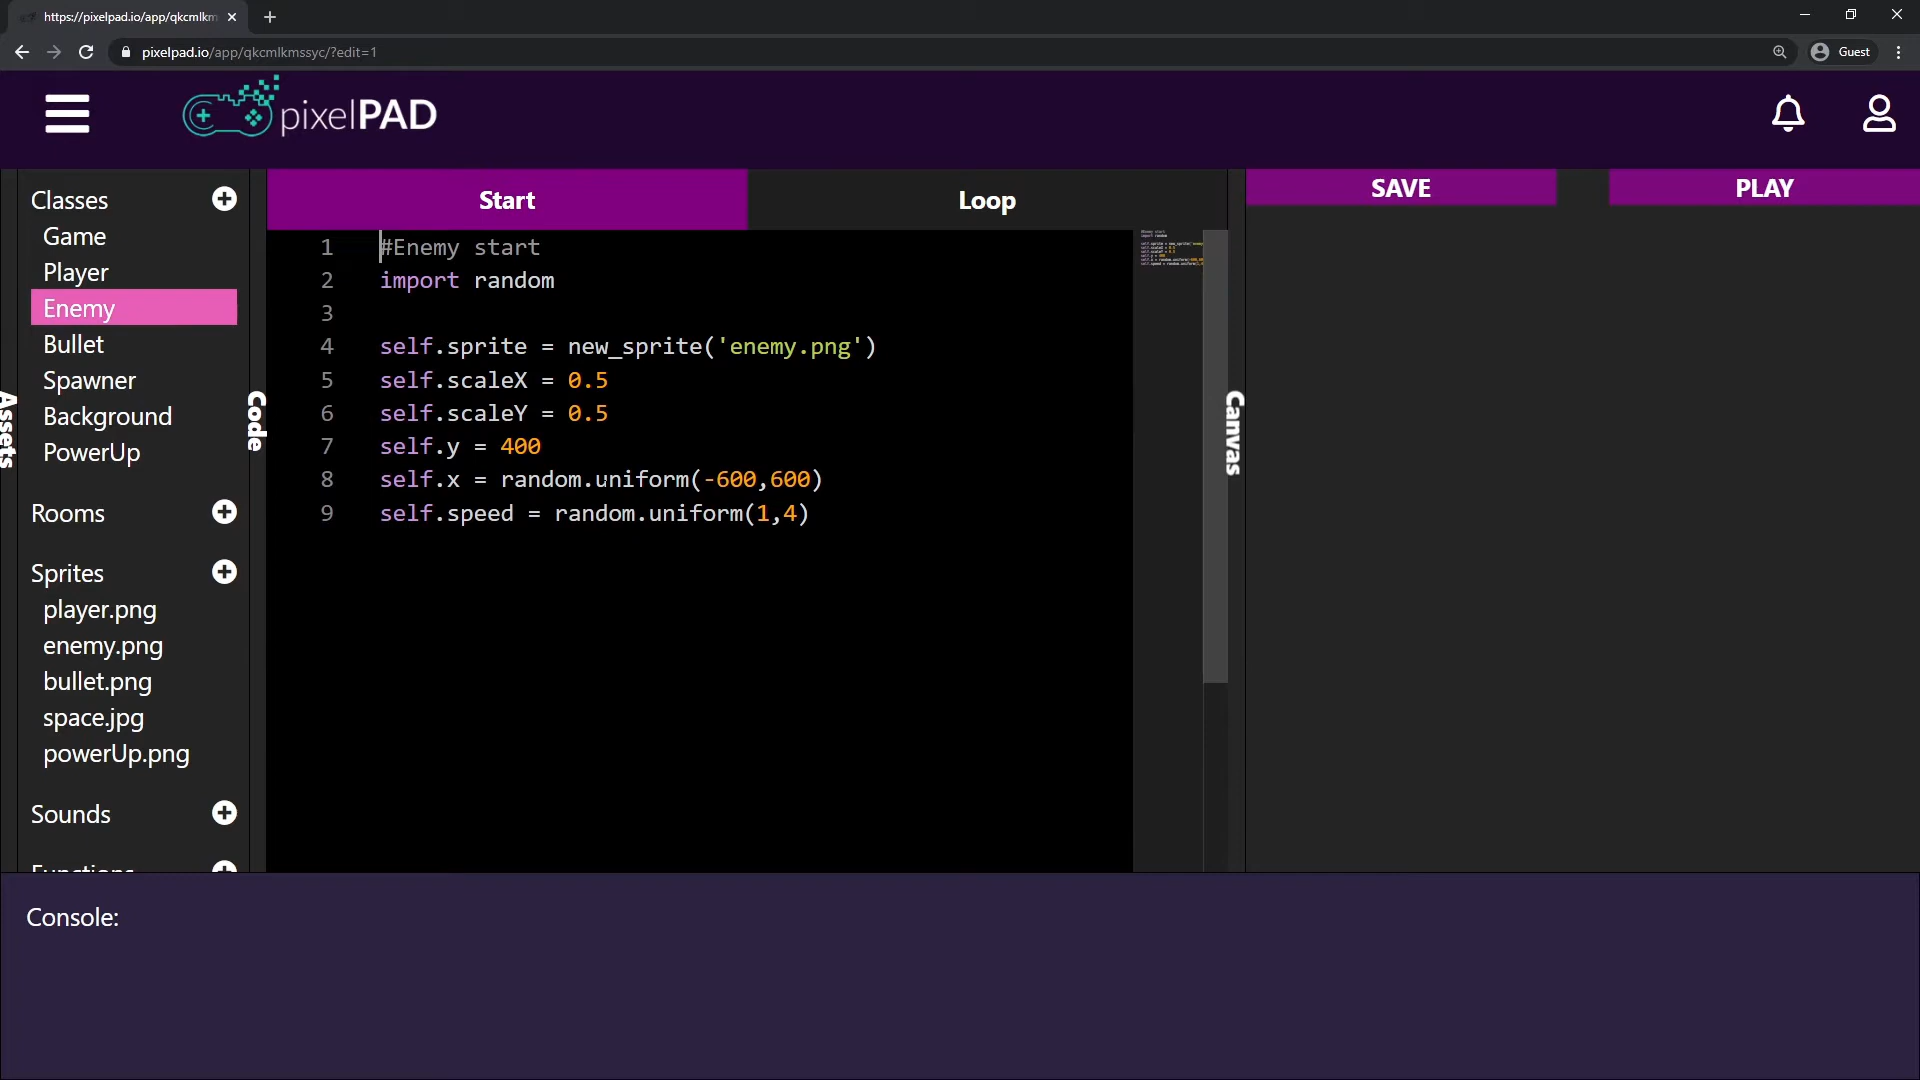 https://pixelpad.io/app/qkcmlkm
pixelpad.io/app/qkcmlkmssyc/?edit=1
Guest
pixelPAD
Assets
Classes
Game
Player
Enemy
Bullet
Spawner
Background
PowerUp
Rooms
Sprites
player.png
enemy.png
bullet.png
space.jpg
powerUp.png
Sounds
Functions
Code
Start
Loop
1 #Enemy start
2 import random
3
4 self.sprite = new_sprite('enemy.png')
5 self.scaleX = 0.5
6 self.scaleY = 0.5
7 self.y = 400
8 self.x = random.uniform(-600,600)
9 self.speed = random.uniform(1,4)
Canvas
SAVE
PLAY
Console: